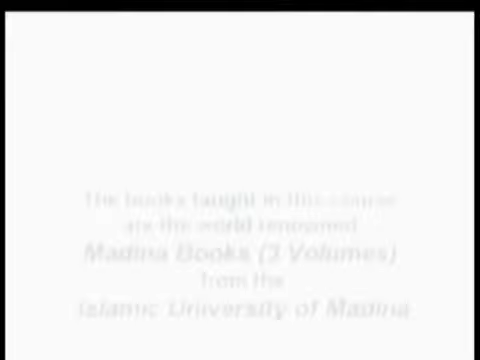 The books taught in this course
are the world renowned
Madina Books (3 Volumes)
from the
Islamic University of Madina